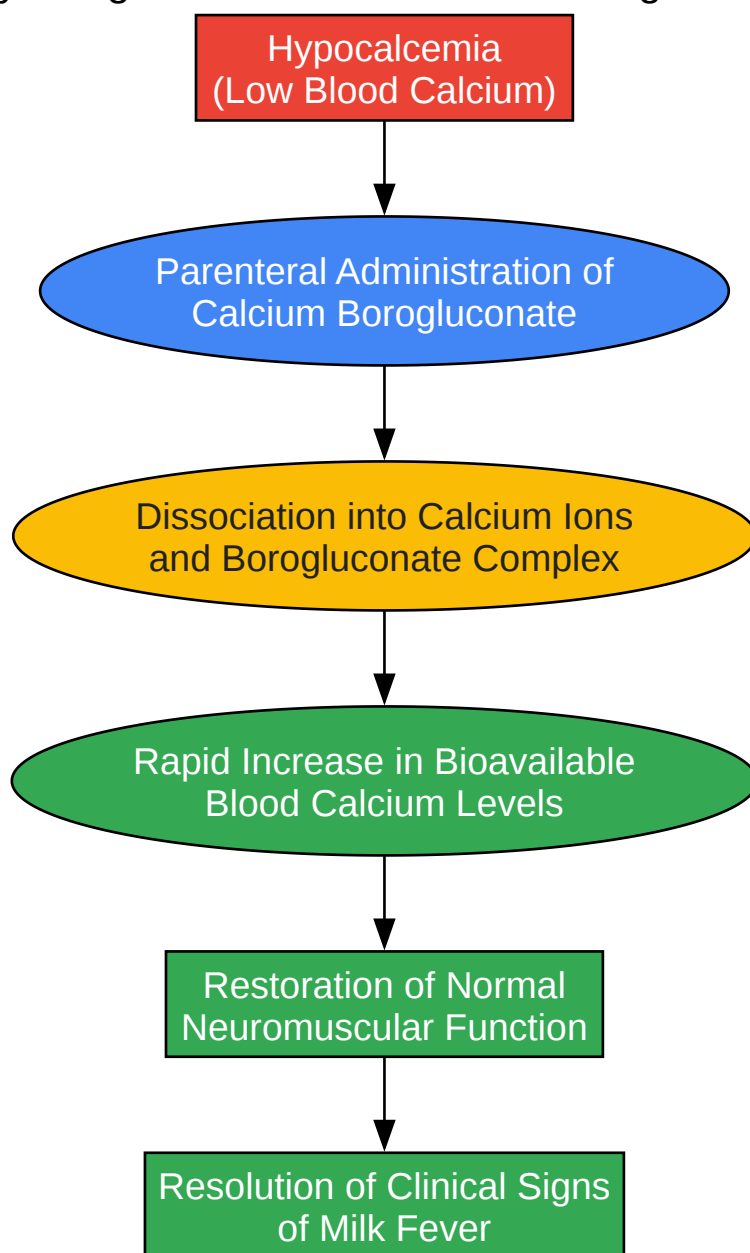 Hypocalcemia
(Low Blood Calcium)
Parenteral Administration of
Calcium Borogluconate
Dissociation into Calcium Ions
and Borogluconate Complex
Rapid Increase in Bioavailable
Blood Calcium Levels
Restoration of Normal
Neuromuscular Function
Resolution of Clinical Signs
of Milk Fever